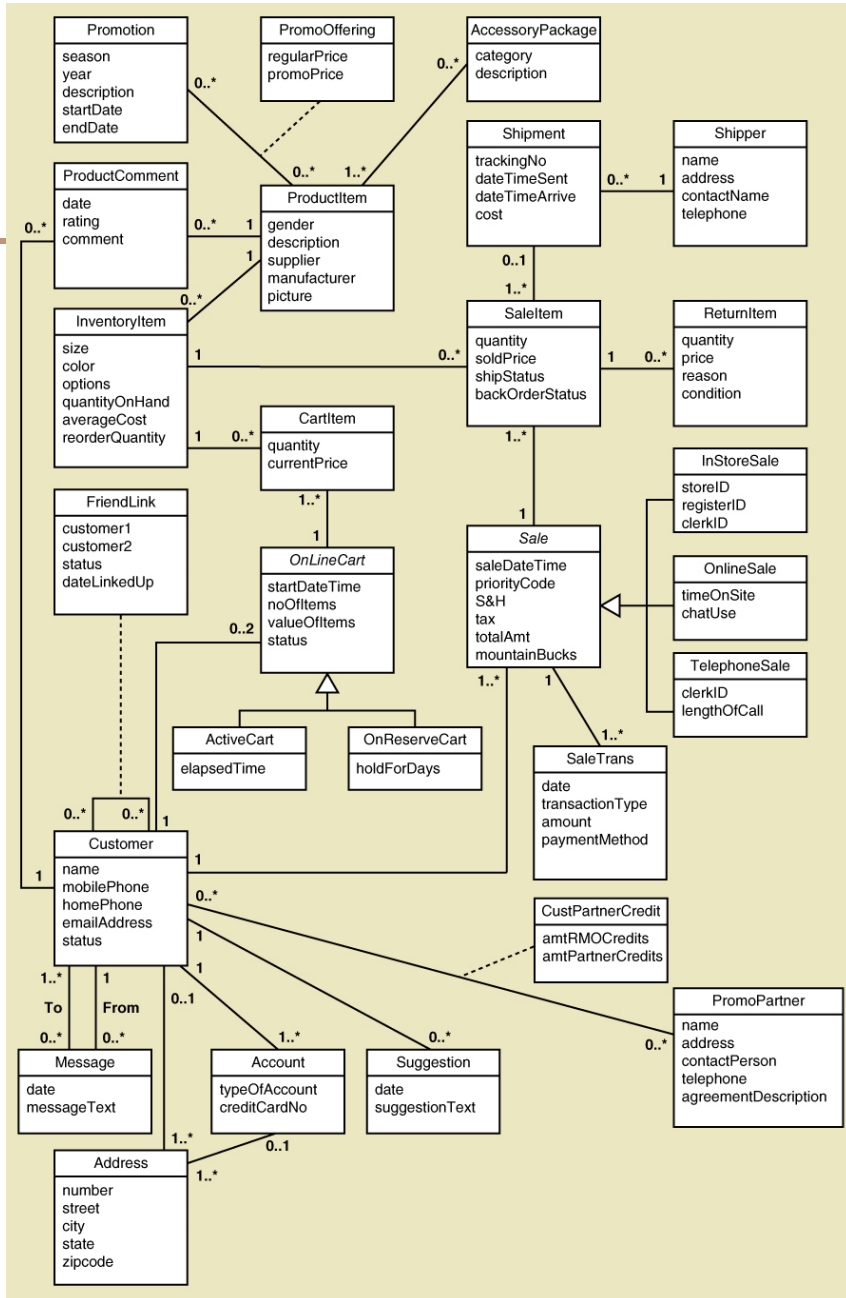 Promotion
season
year
description
startDate
endDate
0..*
PromoOffering
regularPrice
promoPrice
AccessoryPackage
category
description
0..*
0..*
1..*
Shipment
trackingNo
dateTimeSent
dateTimeArrive
cost
0..*
1
Shipper
name
address
contactName
telephone
ProductComment
date
rating
comment
0..*
0..*
1
ProductItem
gender
description
supplier
manufacturer
picture
1
0..*
0..1
1..*
InventoryItem
size
color
options
quantityOnHand
averageCost
reorderQuantity
1
0..*
SaleItem
quantity
soldPrice
shipStatus
backOrderStatus
1
0..*
ReturnItem
quantity
price
reason
condition
1
0..*
CartItem
quantity
currentPrice
1..*
1
1..*
1
FriendLink
customer1
customer2
status
dateLinkedUp
OnLineCart
startDateTime
noOfItems
valueOfItems
status
0..2
Sale
saleDateTime
priorityCode
S&H
tax
totalAmt
mountainBucks
1..*
1
InStoreSale
storeID
registerID
clerkID
OnlineSale
timeOnSite
chatUse
TelephoneSale
clerkID
lengthOfCall
ActiveCart
elapsedTime
OnReserveCart
holdForDays
1..*
SaleTrans
date
transactionType
amount
paymentMethod
0..*
0..*
1
Customer
name
mobilePhone
homePhone
emailAddress
status
1
1
0..*
1
CustPartnerCredit
amtRMOCredits
amtPartnerCredits
1..*
1
0..1
1
To
From
0..*
0..*
1..*
0..*
0..*
PromoPartner
name
address
contactPerson
telephone
agreementDescription
Message
date
messageText
Account
typeOfAccount
creditCardNo
Suggestion
date
suggestionText
1..*
0..1
1..*
Address
number
street
city
state
zipcode